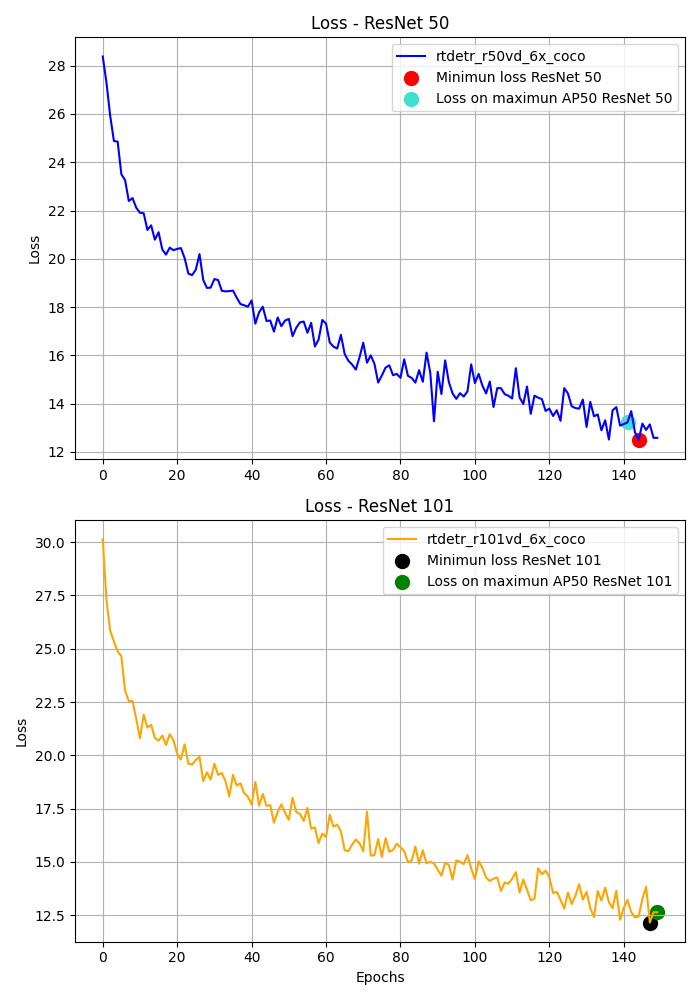 Loss - ResNet 50
rtdetr_r50vd_6x_coco
Minimun loss ResNet 50
Loss on maximun AP50 ResNet 50
Loss
28
26
24
22
20
18
16
14
12
0 20 40 60 80 100 120 140
Loss - ResNet 101
rtdetr_r101vd_6x_coco
Minimun loss ResNet 101
Loss on maximun AP50 ResNet 101
Loss
30.0
27.5
25.0
22.5
20.0
17.5
15.0
12.5
0 20 40 60 80 100 120 140
Epochs